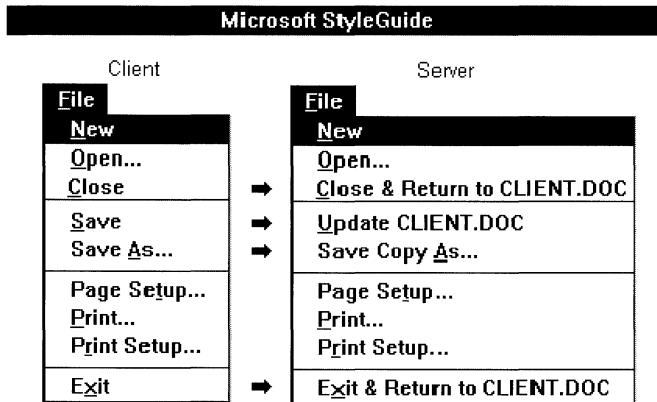 Microsoft StyleGuide
Client Server
File File
New New
Open... Open...
Close ➡ Close & Return to CLIENT.DOC
Save ➡ Update CLIENT.DOC
Save As... ➡ Save Copy As...
Page Setup... Page Setup...
Print... Print...
Print Setup... Print Setup...
Exit ➡ Exit & Return to CLIENT.DOC